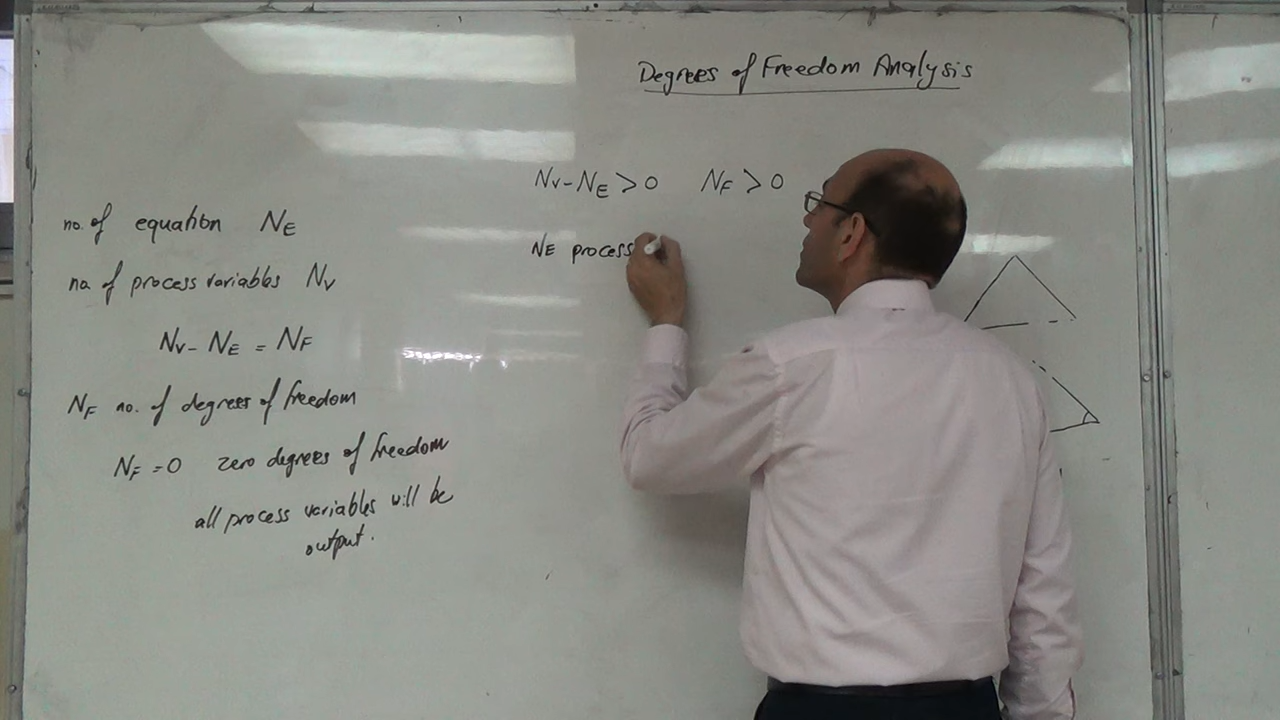 Degrees of Freedom Analysis
no. of equation NE
no. of process variables NV
NV - NE = NF
NF no. of degrees of freedom
NF = 0 zero degrees of freedom
all process variables will be
output.
NV - NE > 0 NF > 0
NE process